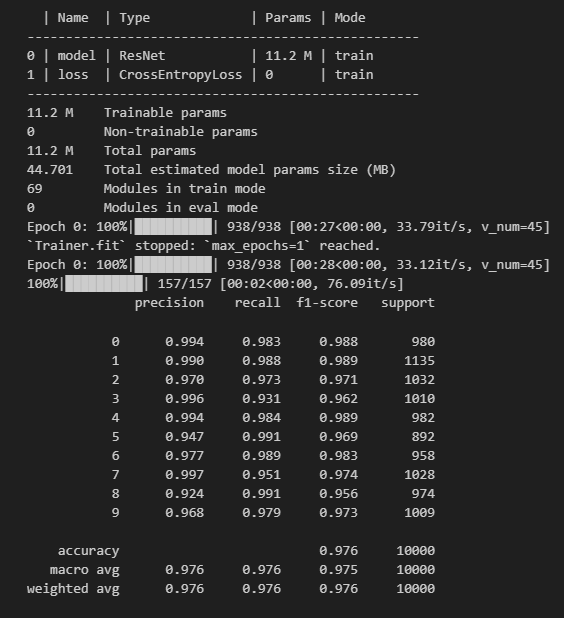 | Name  | Type             | Params | Mode
---------------------------------------------------
0 | model | ResNet           | 11.2 M | train
1 | loss  | CrossEntropyLoss | 0      | train
---------------------------------------------------
11.2 M    Trainable params
0         Non-trainable params
11.2 M    Total params
44.701    Total estimated model params size (MB)
69        Modules in train mode
0         Modules in eval mode
Epoch 0: 100%|██████████| 938/938 [00:27<00:00, 33.79it/s, v_num=45]
`Trainer.fit` stopped: `max_epochs=1` reached.
Epoch 0: 100%|██████████| 938/938 [00:28<00:00, 33.12it/s, v_num=45]
100%|██████████| 157/157 [00:02<00:00, 76.09it/s]
              precision    recall  f1-score   support

           0      0.994     0.983     0.988       980
           1      0.990     0.988     0.989      1135
           2      0.970     0.973     0.971      1032
           3      0.996     0.931     0.962      1010
           4      0.994     0.984     0.989       982
           5      0.947     0.991     0.969       892
           6      0.977     0.989     0.983       958
           7      0.997     0.951     0.974      1028
           8      0.924     0.991     0.956       974
           9      0.968     0.979     0.973      1009

    accuracy                          0.976     10000
   macro avg      0.976     0.976     0.975     10000
weighted avg      0.976     0.976     0.976     10000